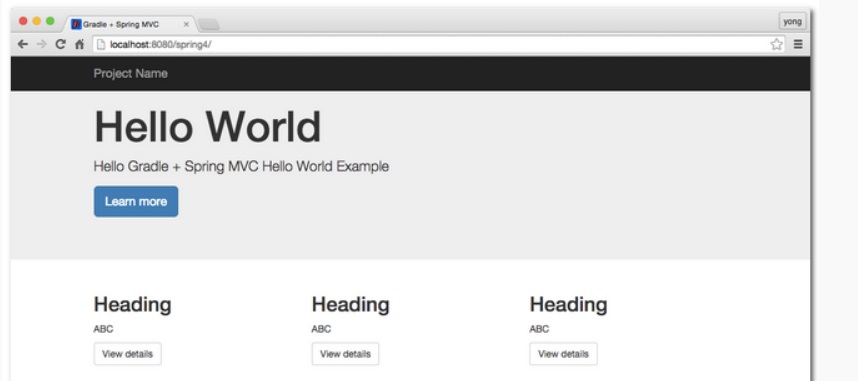 Gradle + Spring MVC
yong
localhost:8080/spring4/
Project Name
Hello World
Hello Gradle + Spring MVC Hello World Example
Learn more
Heading Heading Heading
ABC ABC ABC
View details View details View details